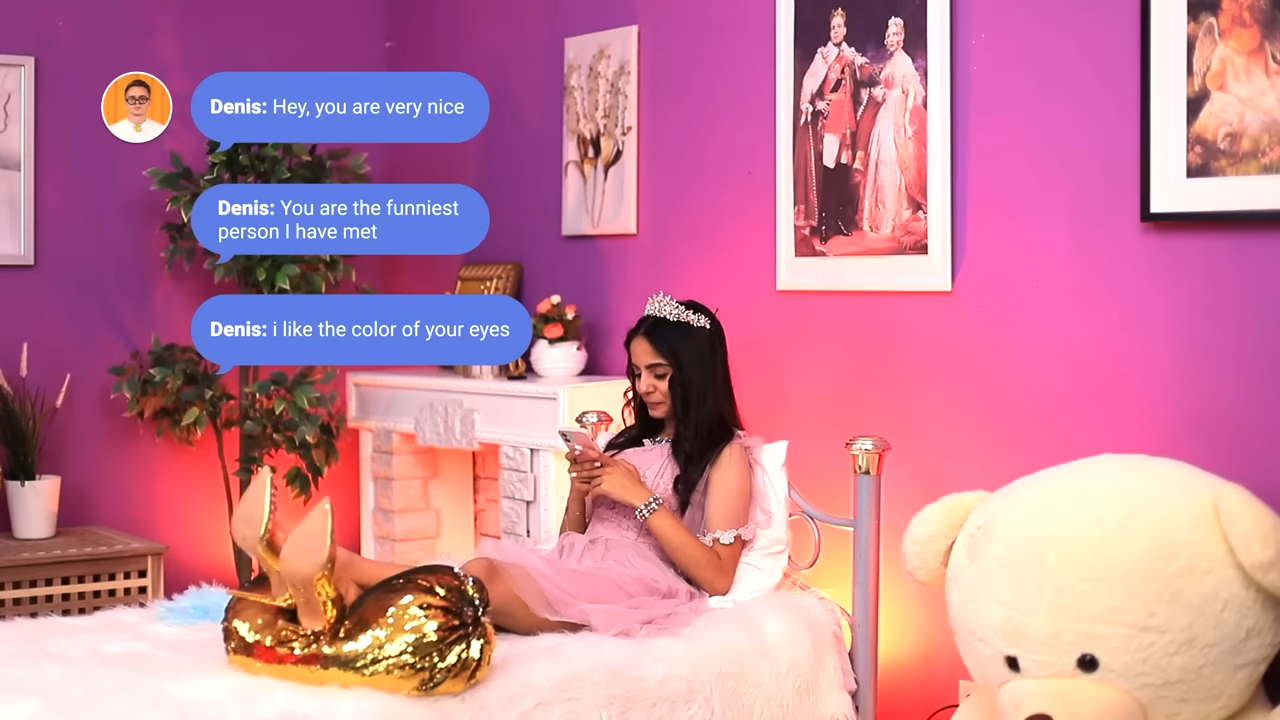 Denis: Hey, you are very nice
Denis: You are the funniest
person I have met
Denis: i like the color of your eyes